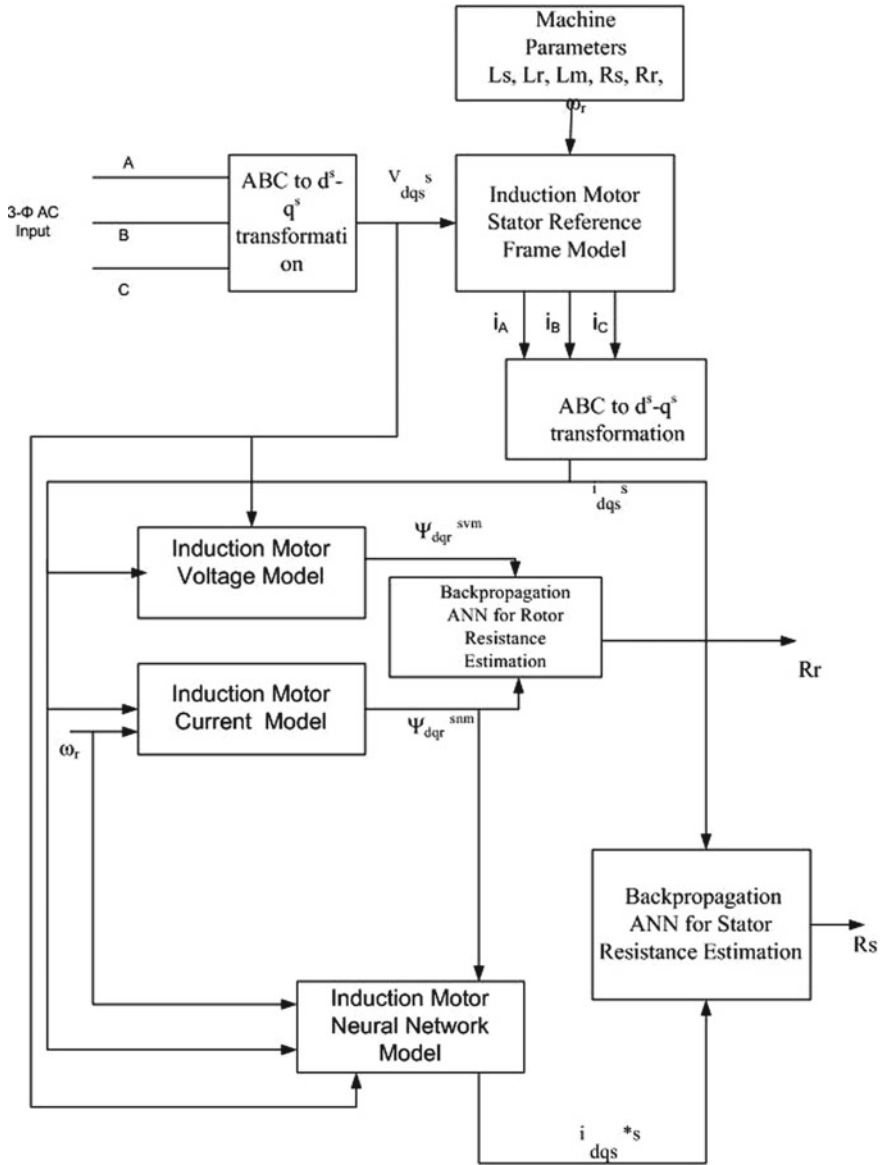 Machine
Parameters
Ls, Lr, Lm, Rs, Rr,
ωr
A
3-Φ AC
Input
B
C
ABC to dˢ-
qˢ
transformati
on
Vdqsˢ
Induction Motor
Stator Reference
Frame Model
iA iB iC
ABC to dˢ-qˢ
transformation
idqsˢ
Induction Motor
Voltage Model
Ψdqrˢᵛᵐ
Backpropagation
ANN for Rotor
Resistance
Estimation
Rr
Induction Motor
Current Model
Ψdqrˢⁿᵐ
ωr
Backpropagation
ANN for Stator
Resistance Estimation
Rs
Induction Motor
Neural Network
Model
idqs*s